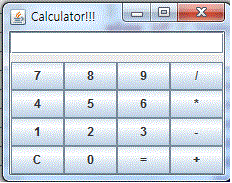 Calculator!!!
7 8 9 /
4 5 6 *
1 2 3 -
C 0 = +